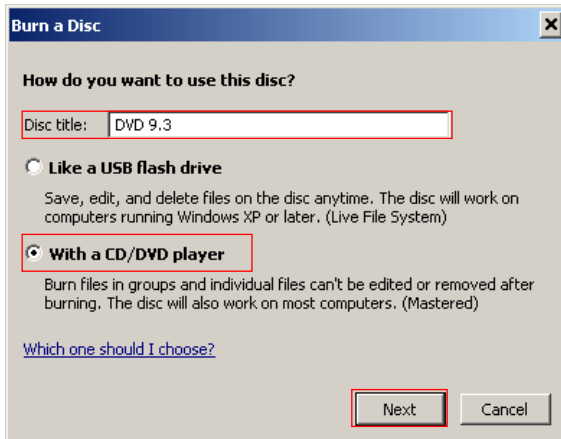 Burn a Disc
How do you want to use this disc?
Disc title: DVD 9.3
Like a USB flash drive
Save, edit, and delete files on the disc anytime. The disc will work on
computers running Windows XP or later. (Live File System)
With a CD/DVD player
Burn files in groups and individual files can't be edited or removed after
burning. The disc will also work on most computers. (Mastered)
Which one should I choose?
Next Cancel